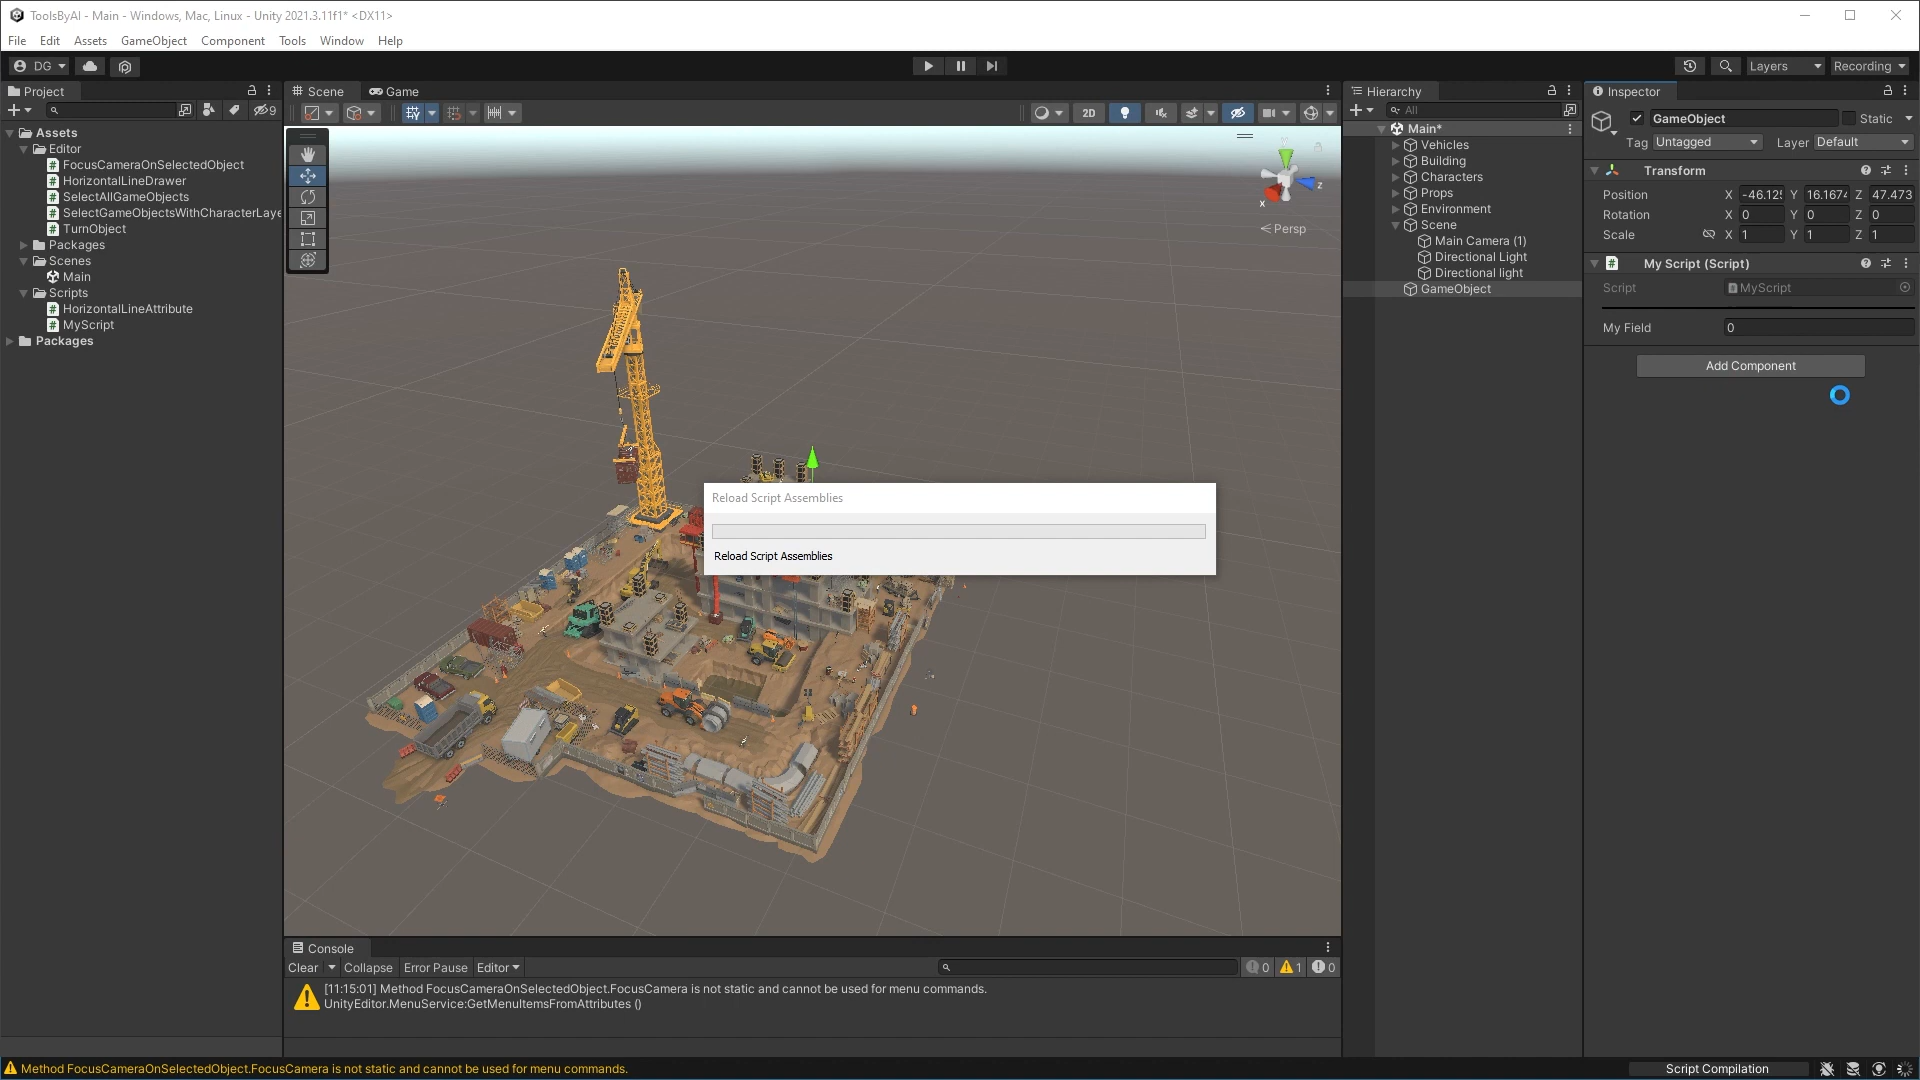 ToolsByAI - Main - Windows, Mac, Linux - Unity 2021.3.11f1* <DX11>
File Edit Assets GameObject Component Tools Window Help
DG
Layers
Recording
Project
9
Assets
Editor
FocusCameraOnSelectedObject
HorizontalLineDrawer
SelectAllGameObjects
SelectGameObjectsWithCharacterLaye
TurnObject
Packages
Scenes
Main
Scripts
HorizontalLineAttribute
MyScript
Packages
Scene
Game
2D
z
x
Persp
Reload Script Assemblies
Reload Script Assemblies
Console
Clear Collapse Error Pause Editor
0 1 0
[11:15:01] Method FocusCameraOnSelectedObject.FocusCamera is not static and cannot be used for menu commands.
UnityEditor.MenuService:GetMenuItemsFromAttributes ()
Hierarchy
All
Main*
Vehicles
Building
Characters
Props
Environment
Scene
Main Camera (1)
Directional Light
Directional light
GameObject
Inspector
GameObject
Static
Tag Untagged Layer Default
Transform
Position X -46.125 Y 16.1674 Z 47.473
Rotation X 0 Y 0 Z 0
Scale X 1 Y 1 Z 1
My Script (Script)
Script MyScript
My Field 0
Add Component
Method FocusCameraOnSelectedObject.FocusCamera is not static and cannot be used for menu commands.
Script Compilation